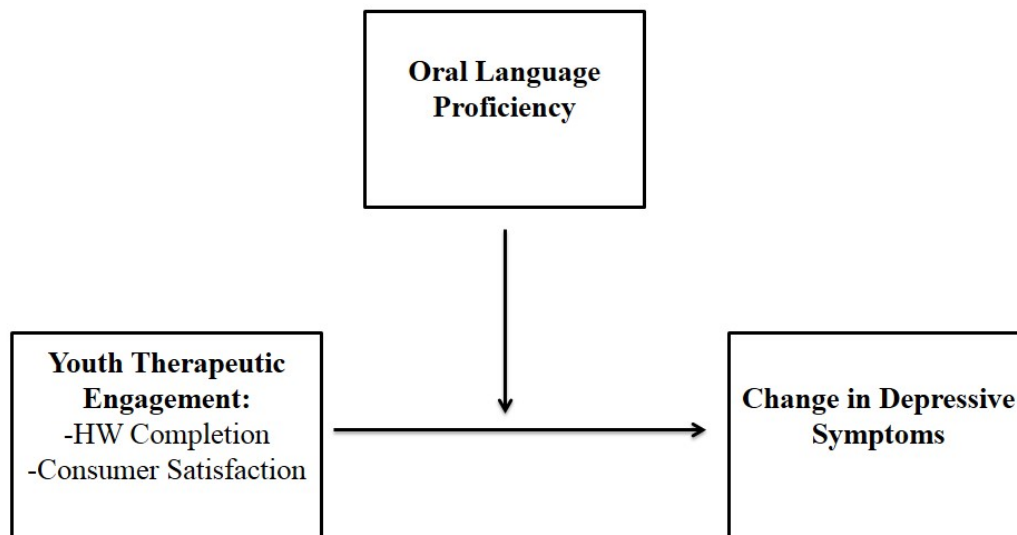 Oral Language
Proficiency
Youth Therapeutic
Engagement:
-HW Completion
-Consumer Satisfaction
Change in Depressive
Symptoms